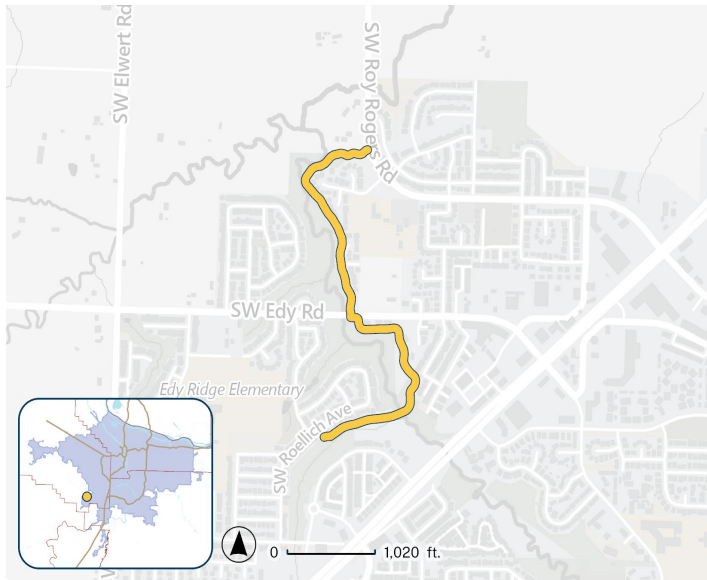 SW Elwert Rd
SW Roy Rogers Rd
SW Edy Rd
Edy Ridge Elementary
SW Roellich Ave
0 1,020 ft.